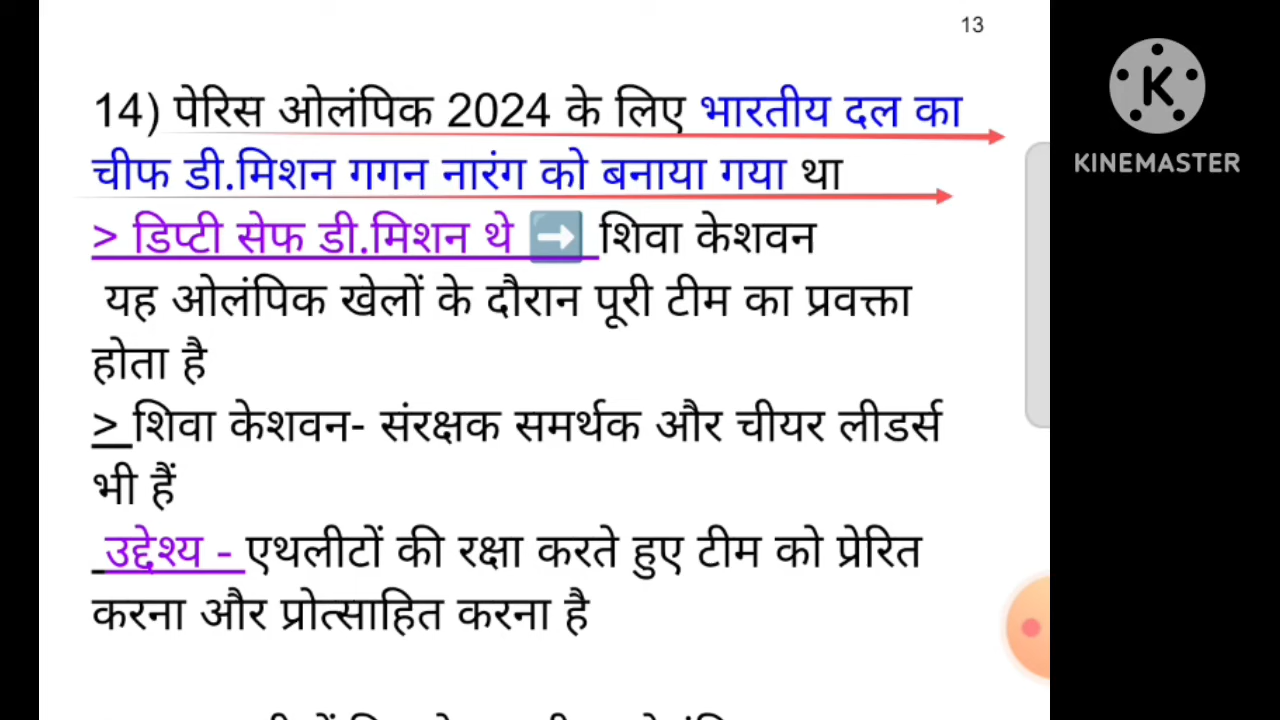 13
14) पेरिस ओलंपिक 2024 के लिए भारतीय दल का
चीफ डी.मिशन गगन नारंग को बनाया गया था
> डिप्टी सेफ डी.मिशन थे ➡️ शिवा केशवन
यह ओलंपिक खेलों के दौरान पूरी टीम का प्रवक्ता
होता है
> शिवा केशवन- संरक्षक समर्थक और चीयर लीडर्स
भी हैं
उद्देश्य - एथलीटों की रक्षा करते हुए टीम को प्रेरित
करना और प्रोत्साहित करना है
K
KINEMASTER